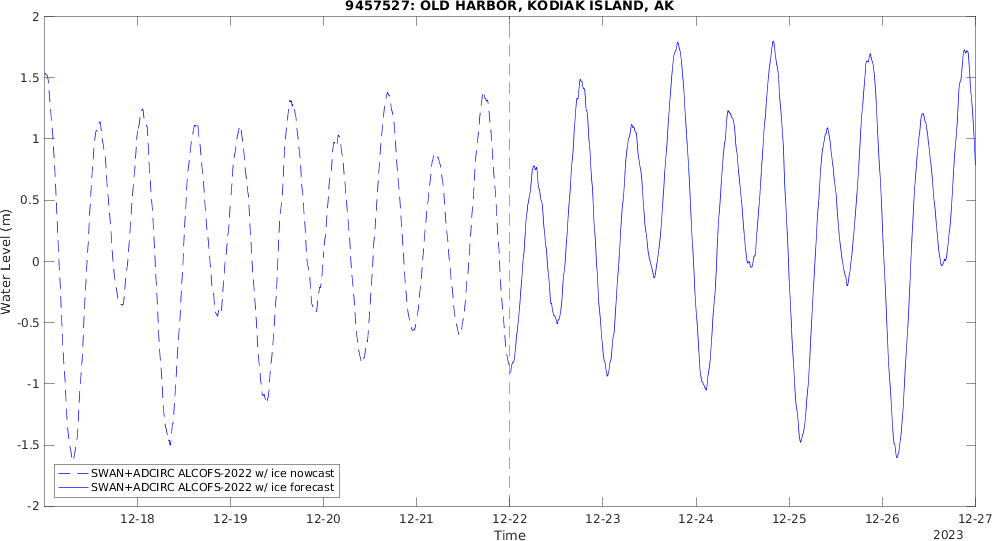 9457527: OLD HARBOR, KODIAK ISLAND, AK
2
1.5
1
0.5
0
-0.5
-1
-1.5
-2
Water Level (m)
SWAN+ADCIRC ALCOFS-2022 w/ ice nowcast
SWAN+ADCIRC ALCOFS-2022 w/ ice forecast
12-18 12-19 12-20 12-21 12-22 12-23 12-24 12-25 12-26 12-27
Time
2023